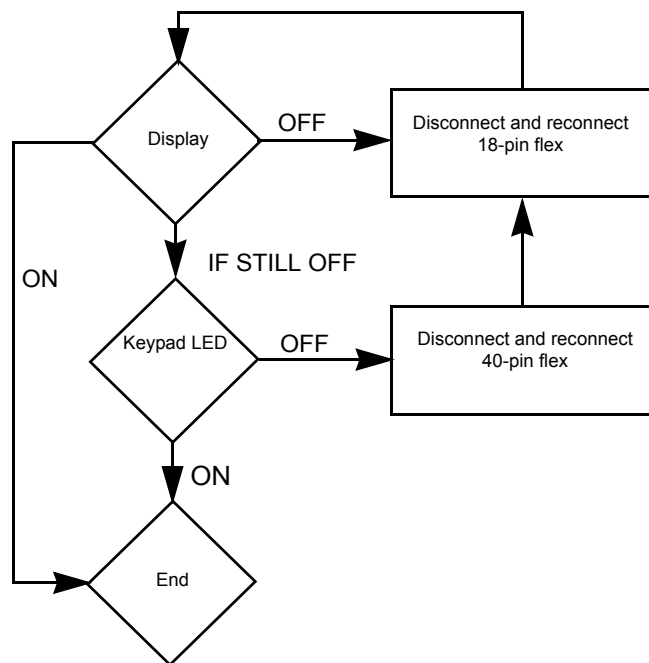 OFF
Disconnect and reconnect
18-pin flex
Display
IF STILL OFF
ON
Keypad LED
OFF
Disconnect and reconnect
40-pin flex
ON
End